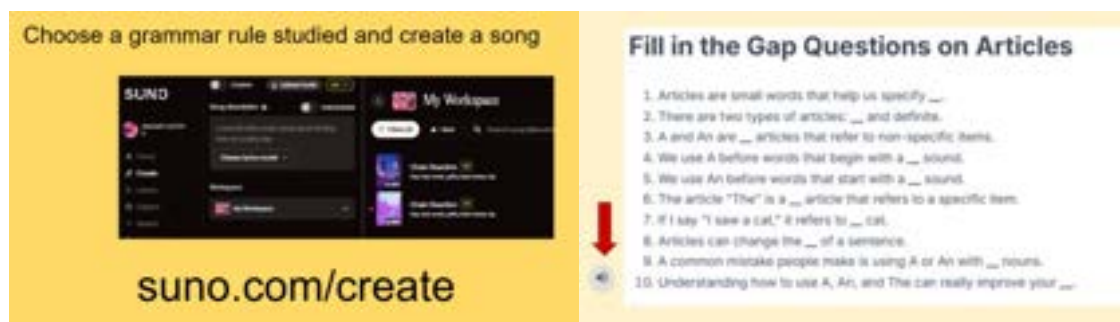 Choose a grammar rule studied and create a song
SUNO
My Workspace
My Workspace
suno.com/create
Fill in the Gap Questions on Articles
1. Articles are small words that help us specify __.
2. There are two types of articles: __ and definite.
3. A and An are __ articles that refer to non-specific items.
4. We use A before words that begin with a __ sound.
5. We use An before words that start with a __ sound.
6. The article "The" is a __ article that refers to a specific item.
7. If I say "I saw a cat," it refers to __ cat.
8. Articles can change the __ of a sentence.
9. A common mistake people make is using A or An with __ nouns.
10. Understanding how to use A, An, and The can really improve your __.